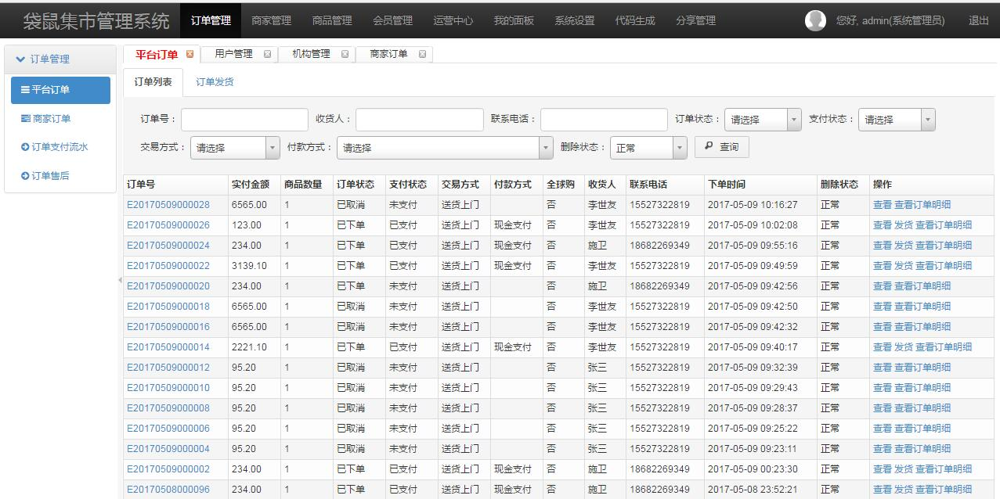 袋鼠集市管理系统 订单管理 商家管理 商品管理 会员管理 运营中心 我的面板 系统设置 代码生成 分享管理 您好, admin(系统管理员) 退出
订单管理
平台订单
商家订单
订单支付流水
订单售后
平台订单 用户管理 机构管理 商家订单
订单列表 订单发货
订单号： 收货人： 联系电话： 订单状态： 请选择 支付状态： 请选择
交易方式： 请选择 付款方式： 请选择 删除状态： 正常 查询
订单号 实付金额 商品数量 订单状态 支付状态 交易方式 付款方式 全球购 收货人 联系电话 下单时间 删除状态 操作
E20170509000028 6565.00 1 已取消 未支付 送货上门 否 李世友 15527322819 2017-05-09 10:16:27 正常 查看 查看订单明细
E20170509000026 123.00 1 已下单 已支付 送货上门 现金支付 否 李世友 15527322819 2017-05-09 10:02:08 正常 查看 发货 查看订单明细
E20170509000024 234.00 1 已下单 已支付 送货上门 现金支付 否 施卫 18682269349 2017-05-09 09:55:16 正常 查看 发货 查看订单明细
E20170509000022 3139.10 1 已下单 已支付 送货上门 现金支付 否 李世友 15527322819 2017-05-09 09:49:59 正常 查看 发货 查看订单明细
E20170509000020 234.00 1 已下单 未支付 送货上门 否 施卫 18682269349 2017-05-09 09:42:56 正常 查看 查看订单明细
E20170509000018 6565.00 1 已取消 未支付 送货上门 否 李世友 15527322819 2017-05-09 09:42:50 正常 查看 查看订单明细
E20170509000016 6565.00 1 已取消 未支付 送货上门 否 李世友 15527322819 2017-05-09 09:42:32 正常 查看 查看订单明细
E20170509000014 2221.10 1 已下单 已支付 送货上门 现金支付 否 李世友 15527322819 2017-05-09 09:40:17 正常 查看 发货 查看订单明细
E20170509000012 95.20 1 已取消 未支付 送货上门 否 张三 15527322819 2017-05-09 09:32:39 正常 查看 查看订单明细
E20170509000010 95.20 1 已取消 未支付 送货上门 否 张三 15527322819 2017-05-09 09:29:43 正常 查看 查看订单明细
E20170509000008 95.20 1 已取消 未支付 送货上门 否 张三 15527322819 2017-05-09 09:28:37 正常 查看 查看订单明细
E20170509000006 95.20 1 已取消 未支付 送货上门 否 张三 15527322819 2017-05-09 09:25:22 正常 查看 查看订单明细
E20170509000004 95.20 1 已取消 未支付 送货上门 否 张三 15527322819 2017-05-09 09:23:11 正常 查看 查看订单明细
E20170509000002 234.00 1 已下单 已支付 送货上门 现金支付 否 施卫 18682269349 2017-05-09 00:23:30 正常 查看 发货 查看订单明细
E20170508000096 234.00 1 已下单 已支付 送货上门 现金支付 否 施卫 18682269349 2017-05-08 23:52:21 正常 查看 发货 查看订单明细